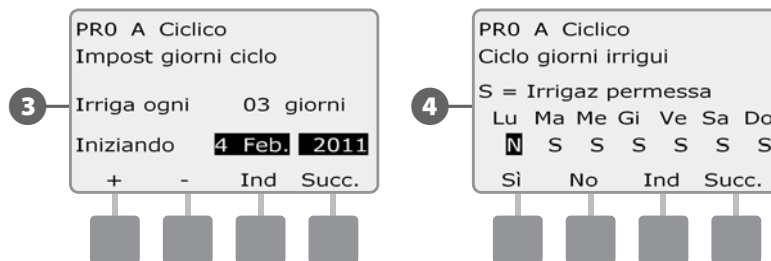 3
PR0 A Ciclico
Impost giorni ciclo
Irriga ogni 03 giorni
Iniziando 4 Feb. 2011
+ - Ind Succ.
4
PR0 A Ciclico
Ciclo giorni irrigui
S = Irrigaz permessa
Lu Ma Me Gi Ve Sa Do
N S S S S S S
Sì No Ind Succ.